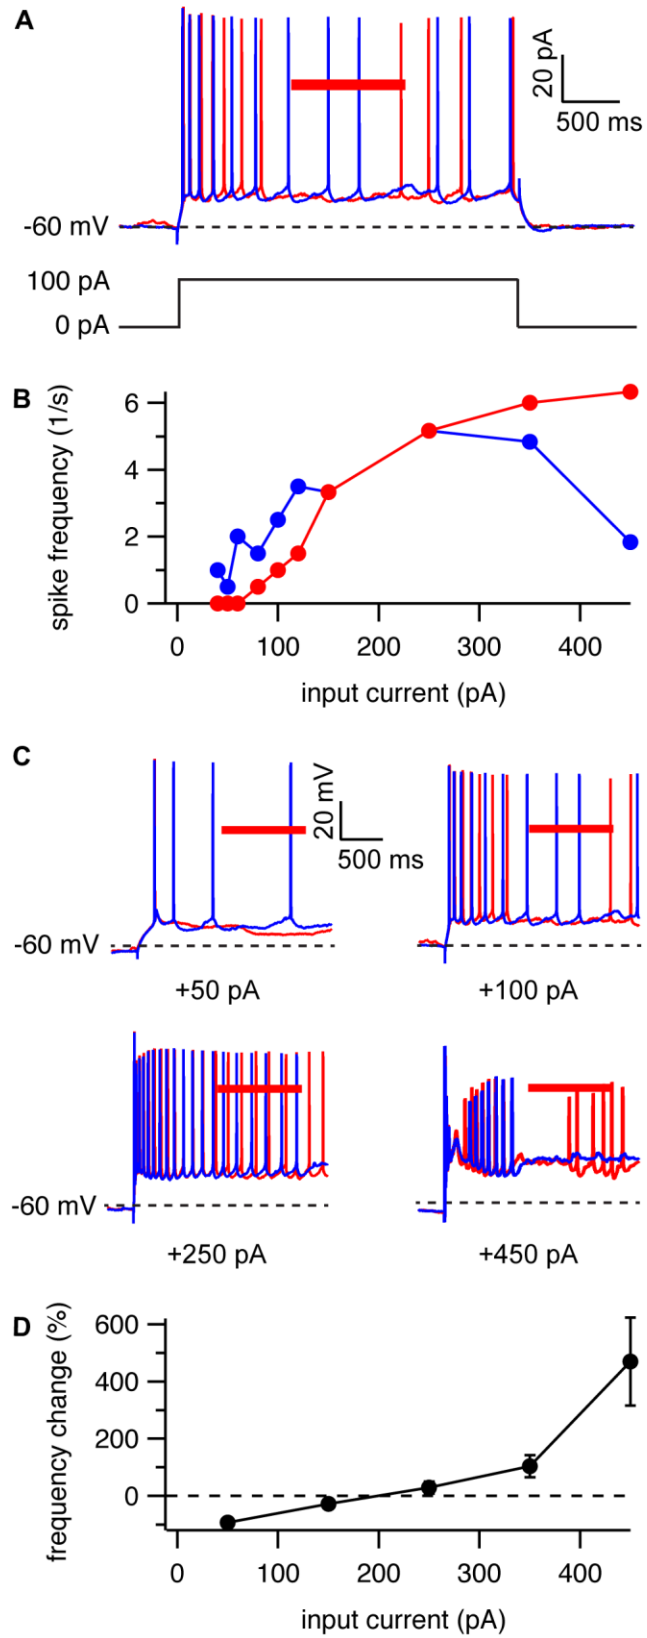 A
20 pA
500 ms
-60 mV
100 pA
0 pA
B
spike frequency (1/s)
6
4
2
0
0 100 200 300 400
input current (pA)
C
20 mV
500 ms
-60 mV
+50 pA +100 pA
-60 mV
+250 pA +450 pA
D
frequency change (%)
600
400
200
0
0 100 200 300 400
input current (pA)